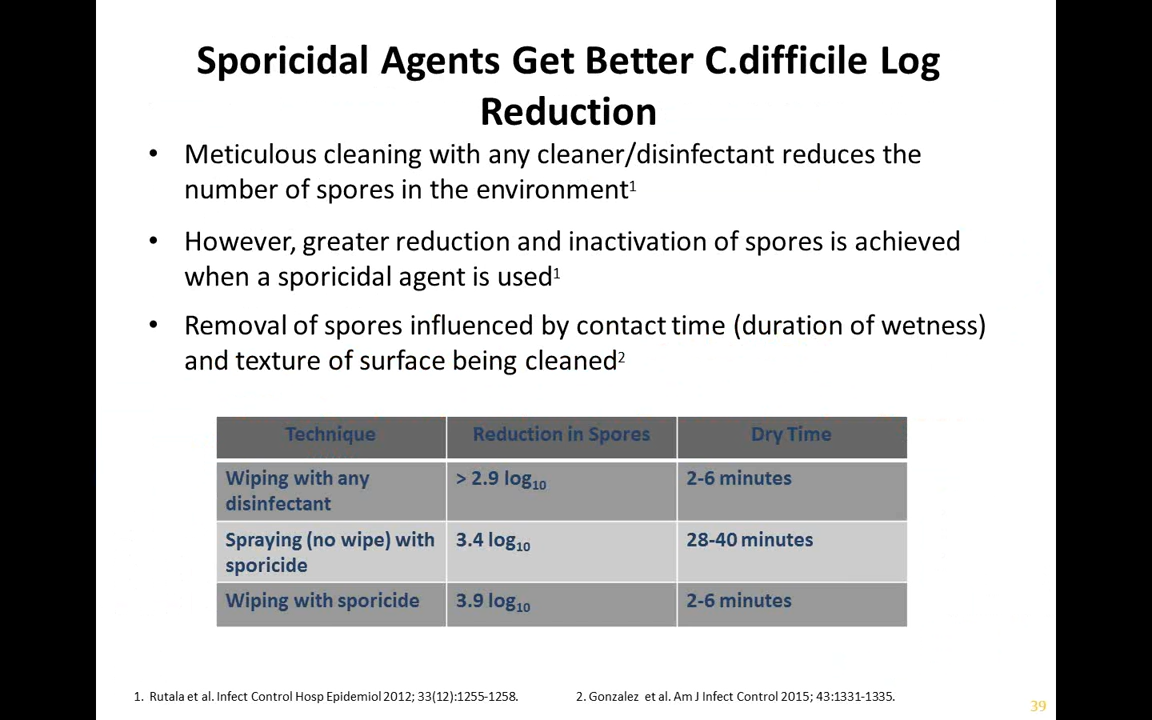 Sporicidal Agents Get Better C.difficile Log
Reduction
• Meticulous cleaning with any cleaner/disinfectant reduces the
number of spores in the environment¹
• However, greater reduction and inactivation of spores is achieved
when a sporicidal agent is used¹
• Removal of spores influenced by contact time (duration of wetness)
and texture of surface being cleaned²
Technique Reduction in Spores Dry Time
Wiping with any > 2.9 log₁₀ 2-6 minutes
disinfectant
Spraying (no wipe) with 3.4 log₁₀ 28-40 minutes
sporicide
Wiping with sporicide 3.9 log₁₀ 2-6 minutes
1. Rutala et al. Infect Control Hosp Epidemiol 2012; 33(12):1255-1258. 2. Gonzalez et al. Am J Infect Control 2015; 43:1331-1335.
39